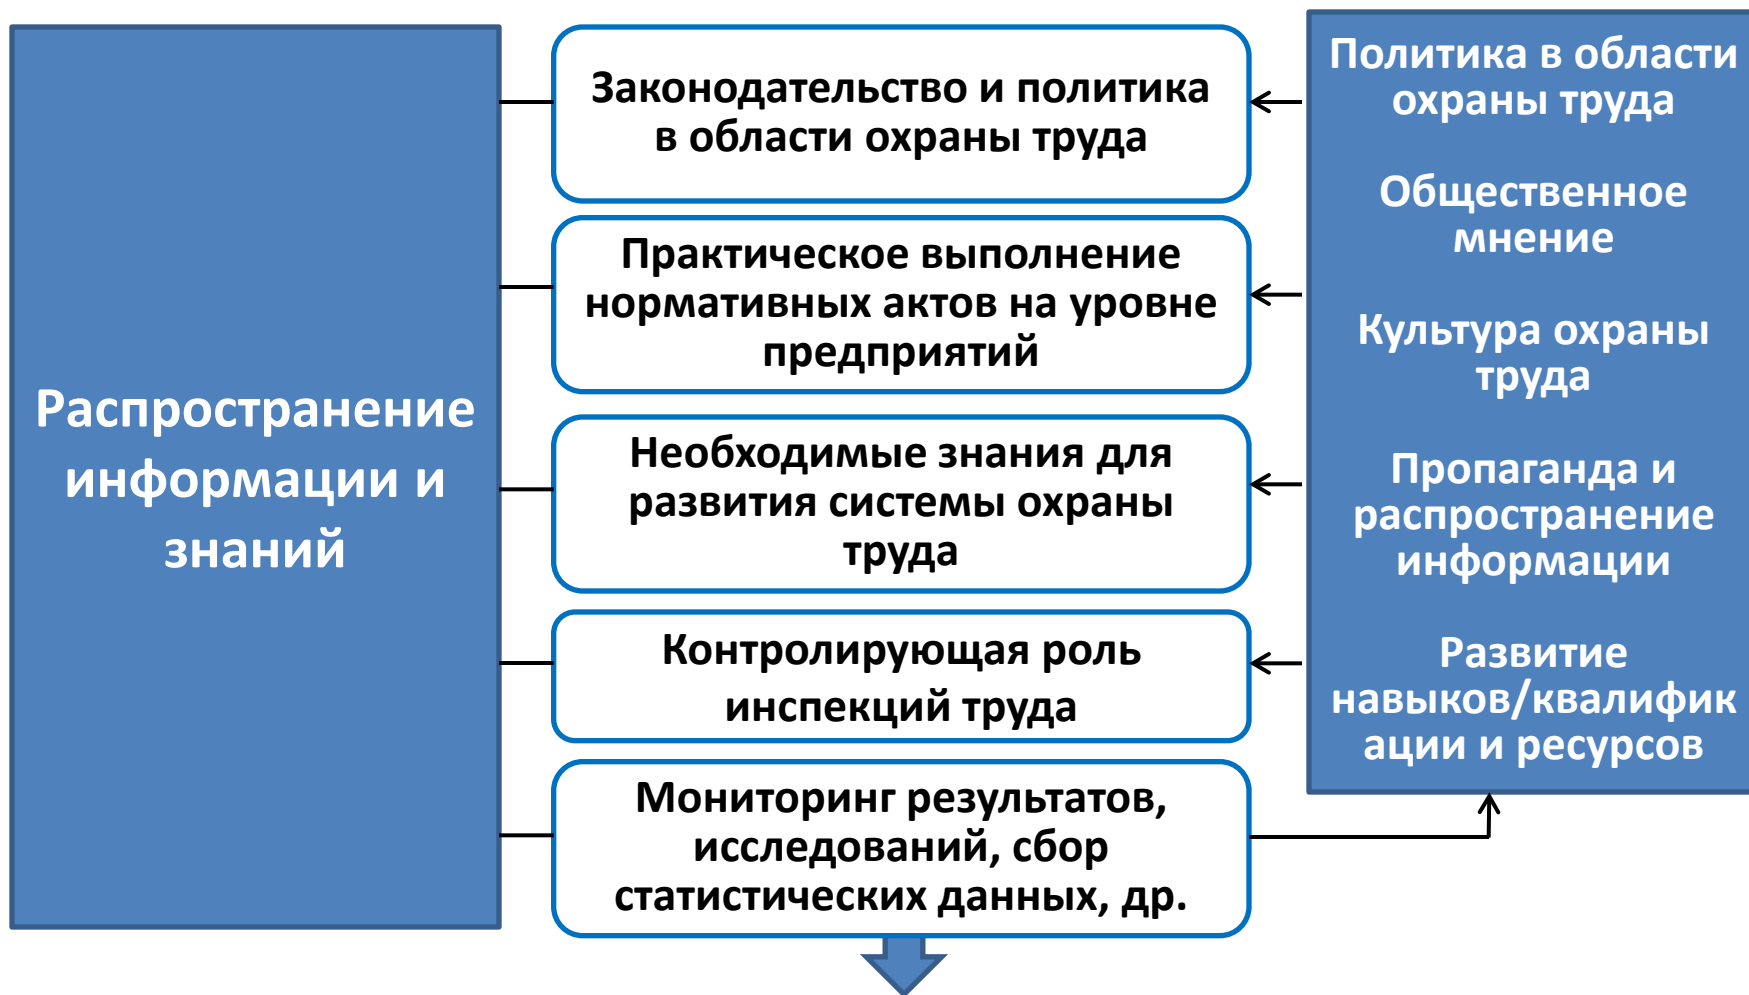 Распространение
информации и
знаний
Законодательство и политика
в области охраны труда
Практическое выполнение
нормативных актов на уровне
предприятий
Необходимые знания для
развития системы охраны
труда
Контролирующая роль
инспекций труда
Мониторинг результатов,
исследований, сбор
статистических данных, др.
Политика в области
охраны труда
Общественное
мнение
Культура охраны
труда
Пропаганда и
распространение
информации
Развитие
навыков/квалифик
ации и ресурсов